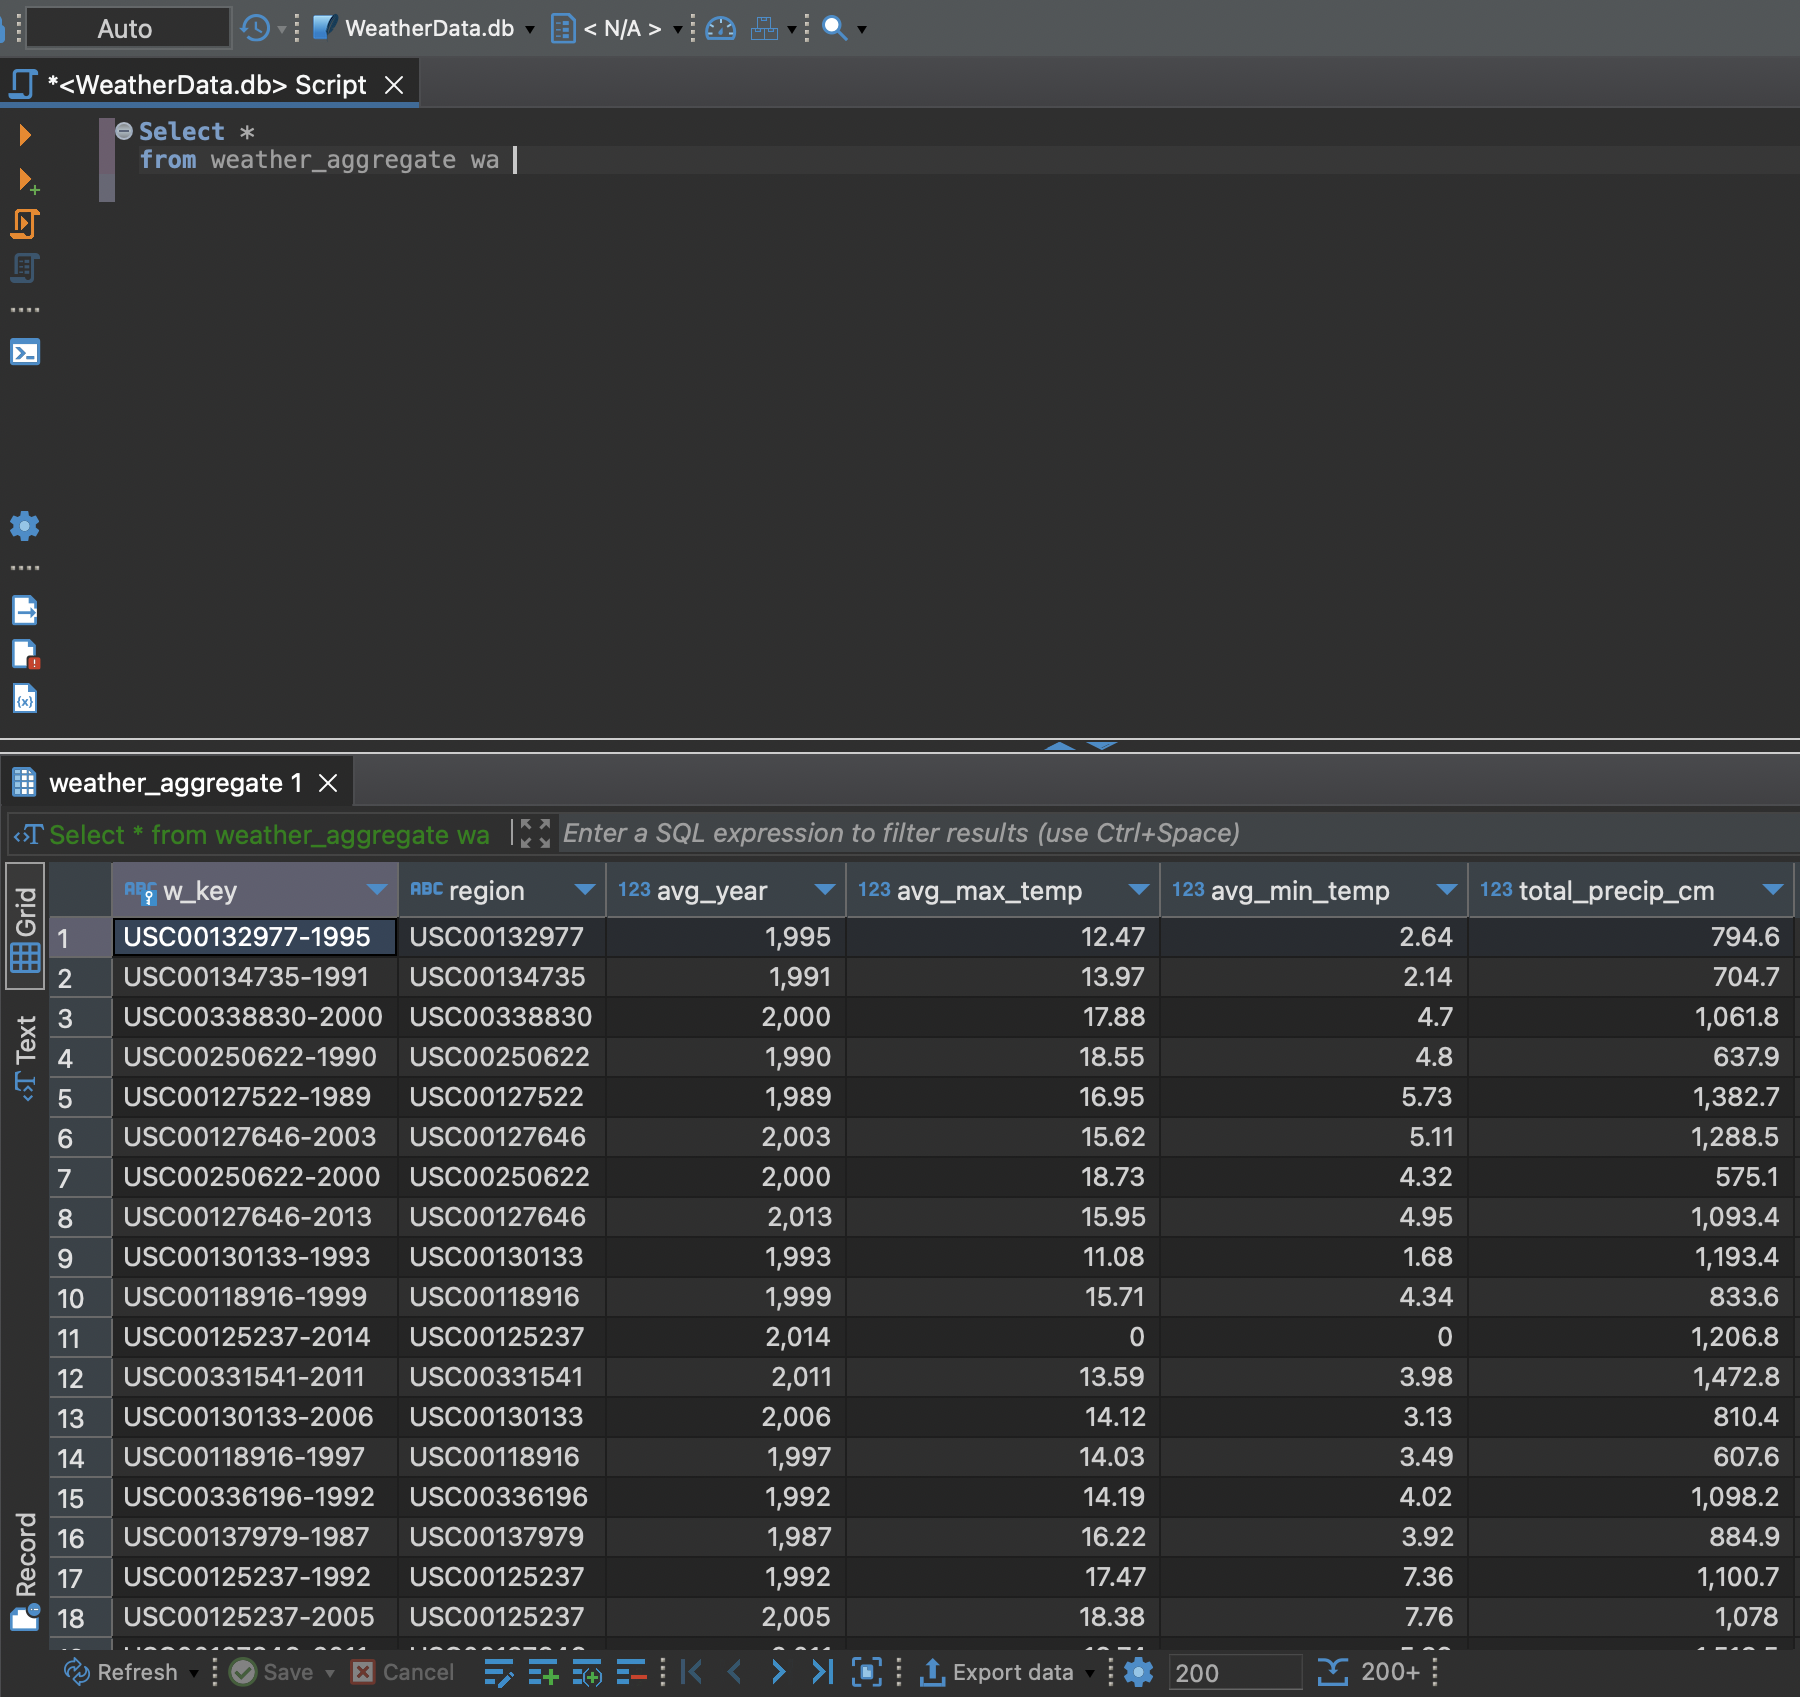 Auto WeatherData.db < N/A >
*<WeatherData.db> Script
Select *
from weather_aggregate wa
weather_aggregate 1
Select * from weather_aggregate wa Enter a SQL expression to filter results (use Ctrl+Space)
Grid
Text
Record
ABC w_key ABC region 123 avg_year 123 avg_max_temp 123 avg_min_temp 123 total_precip_cm
1 USC00132977-1995 USC00132977 1,995 12.47 2.64 794.6
2 USC00134735-1991 USC00134735 1,991 13.97 2.14 704.7
3 USC00338830-2000 USC00338830 2,000 17.88 4.7 1,061.8
4 USC00250622-1990 USC00250622 1,990 18.55 4.8 637.9
5 USC00127522-1989 USC00127522 1,989 16.95 5.73 1,382.7
6 USC00127646-2003 USC00127646 2,003 15.62 5.11 1,288.5
7 USC00250622-2000 USC00250622 2,000 18.73 4.32 575.1
8 USC00127646-2013 USC00127646 2,013 15.95 4.95 1,093.4
9 USC00130133-1993 USC00130133 1,993 11.08 1.68 1,193.4
10 USC00118916-1999 USC00118916 1,999 15.71 4.34 833.6
11 USC00125237-2014 USC00125237 2,014 0 0 1,206.8
12 USC00331541-2011 USC00331541 2,011 13.59 3.98 1,472.8
13 USC00130133-2006 USC00130133 2,006 14.12 3.13 810.4
14 USC00118916-1997 USC00118916 1,997 14.03 3.49 607.6
15 USC00336196-1992 USC00336196 1,992 14.19 4.02 1,098.2
16 USC00137979-1987 USC00137979 1,987 16.22 3.92 884.9
17 USC00125237-1992 USC00125237 1,992 17.47 7.36 1,100.7
18 USC00125237-2005 USC00125237 2,005 18.38 7.76 1,078
Refresh Save Cancel Export data 200 200+